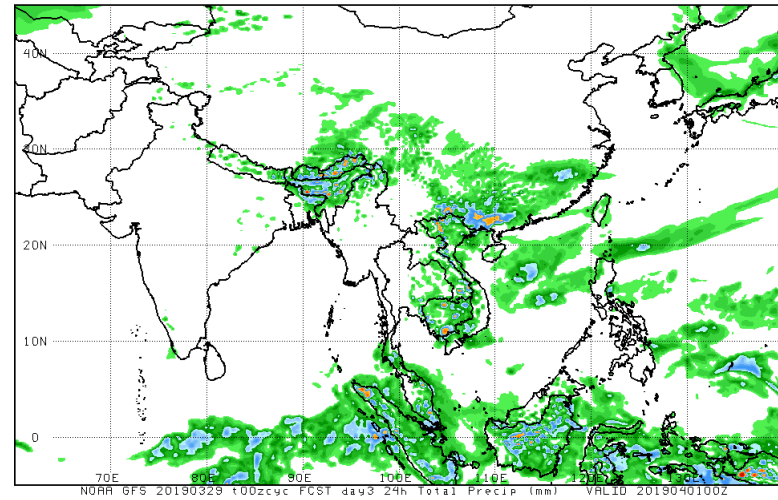 40N
30N
20N
10N
0
70E 80E 90E 100E 110E 120E 130E
NOAA GFS 20190329 t00zcyc FCST day3 24h Total Precip (mm) VALID 2019040100Z